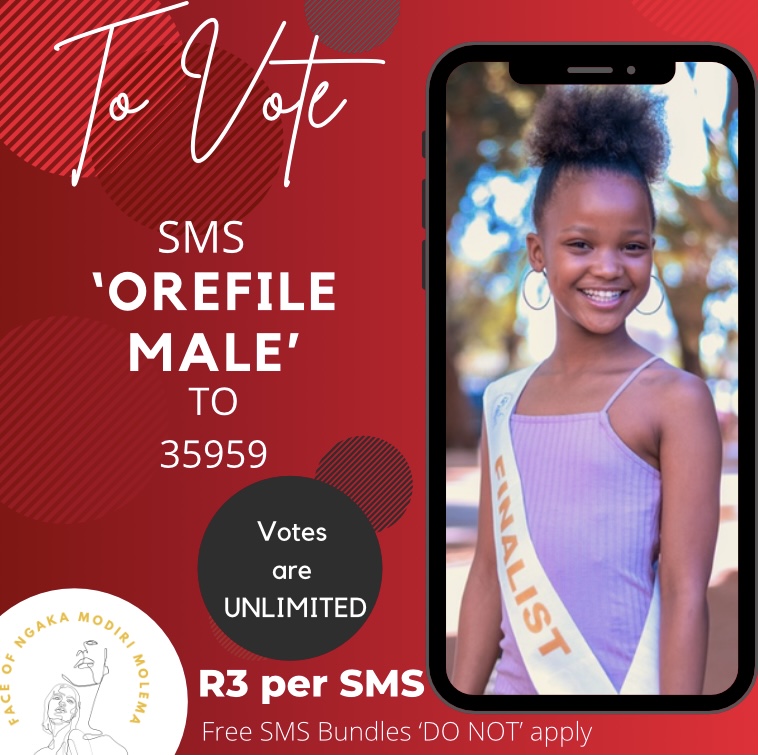 To Vote
SMS
‘OREFILE
MALE’
TO
35959
Votes
are
UNLIMITED
FINALIST
FACE OF NGAKA MODIRI MOLEMA
R3 per SMS
Free SMS Bundles ‘DO NOT’ apply